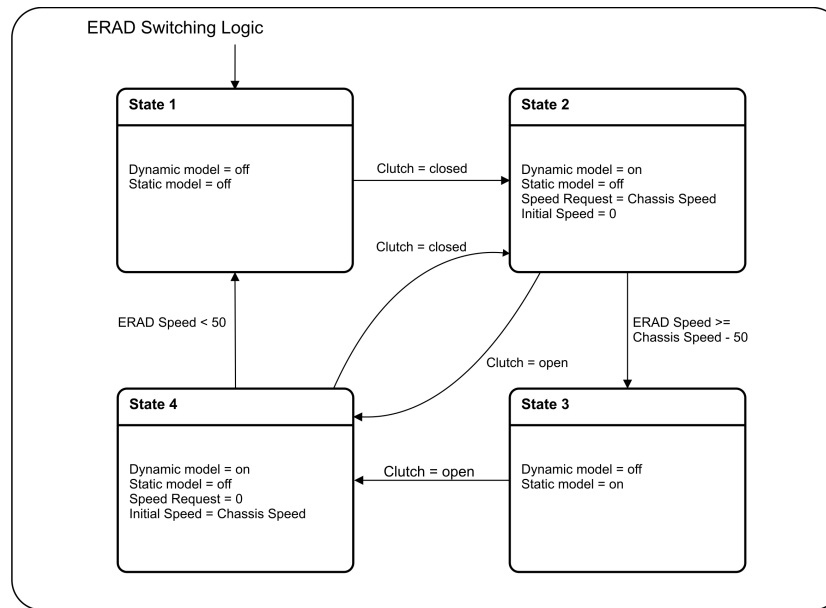 ERAD Switching Logic
State 1
Dynamic model = off
Static model = off
Clutch = closed
State 2
Dynamic model = on
Static model = off
Speed Request = Chassis Speed
Initial Speed = 0
Clutch = closed
ERAD Speed < 50
ERAD Speed >=
Chassis Speed - 50
Clutch = open
State 4
Dynamic model = on
Static model = off
Speed Request = 0
Initial Speed = Chassis Speed
Clutch = open
State 3
Dynamic model = off
Static model = on